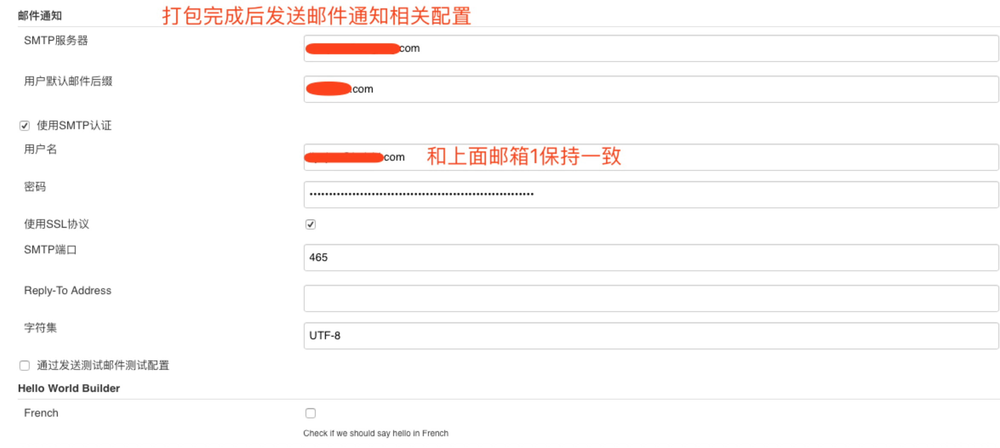 邮件通知 打包完成后发送邮件通知相关配置
SMTP服务器
com
用户默认邮件后缀
.com
使用SMTP认证
用户名
com 和上面邮箱1保持一致
密码
使用SSL协议
SMTP端口
465
Reply-To Address
字符集
UTF-8
通过发送测试邮件测试配置
Hello World Builder
French
Check if we should say hello in French